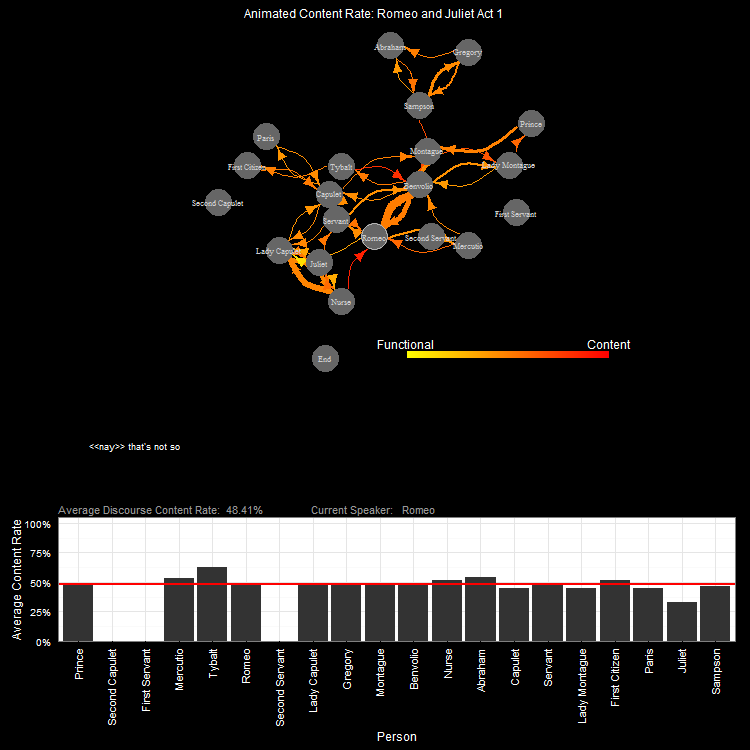 Animated Content Rate: Romeo and Juliet Act 1
Abraham
Gregory
Sampson
Prince
Paris
Montague
First Citizen
Tybalt
Lady Montague
Benvolio
Capulet
Second Capulet
First Servant
Servant
Romeo
Second Servant
Mercutio
Lady Capulet
Juliet
Nurse
Functional
Content
End
<<nay>> that's not so
Average Discourse Content Rate: 48.41%
Current Speaker: Romeo
Average Content Rate
100%
75%
50%
25%
0%
Prince
Second Capulet
First Servant
Mercutio
Tybalt
Romeo
Second Servant
Lady Capulet
Gregory
Montague
Benvolio
Nurse
Abraham
Capulet
Servant
Lady Montague
First Citizen
Paris
Juliet
Sampson
Person